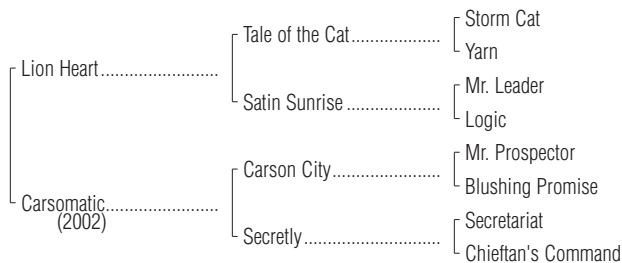 Storm Cat
Tale of the Cat
Yarn
Lion Heart
Mr. Leader
Satin Sunrise
Logic
Mr. Prospector
Carson City
Blushing Promise
Carsomatic
(2002)
Secretariat
Secretly
Chieftan's Command